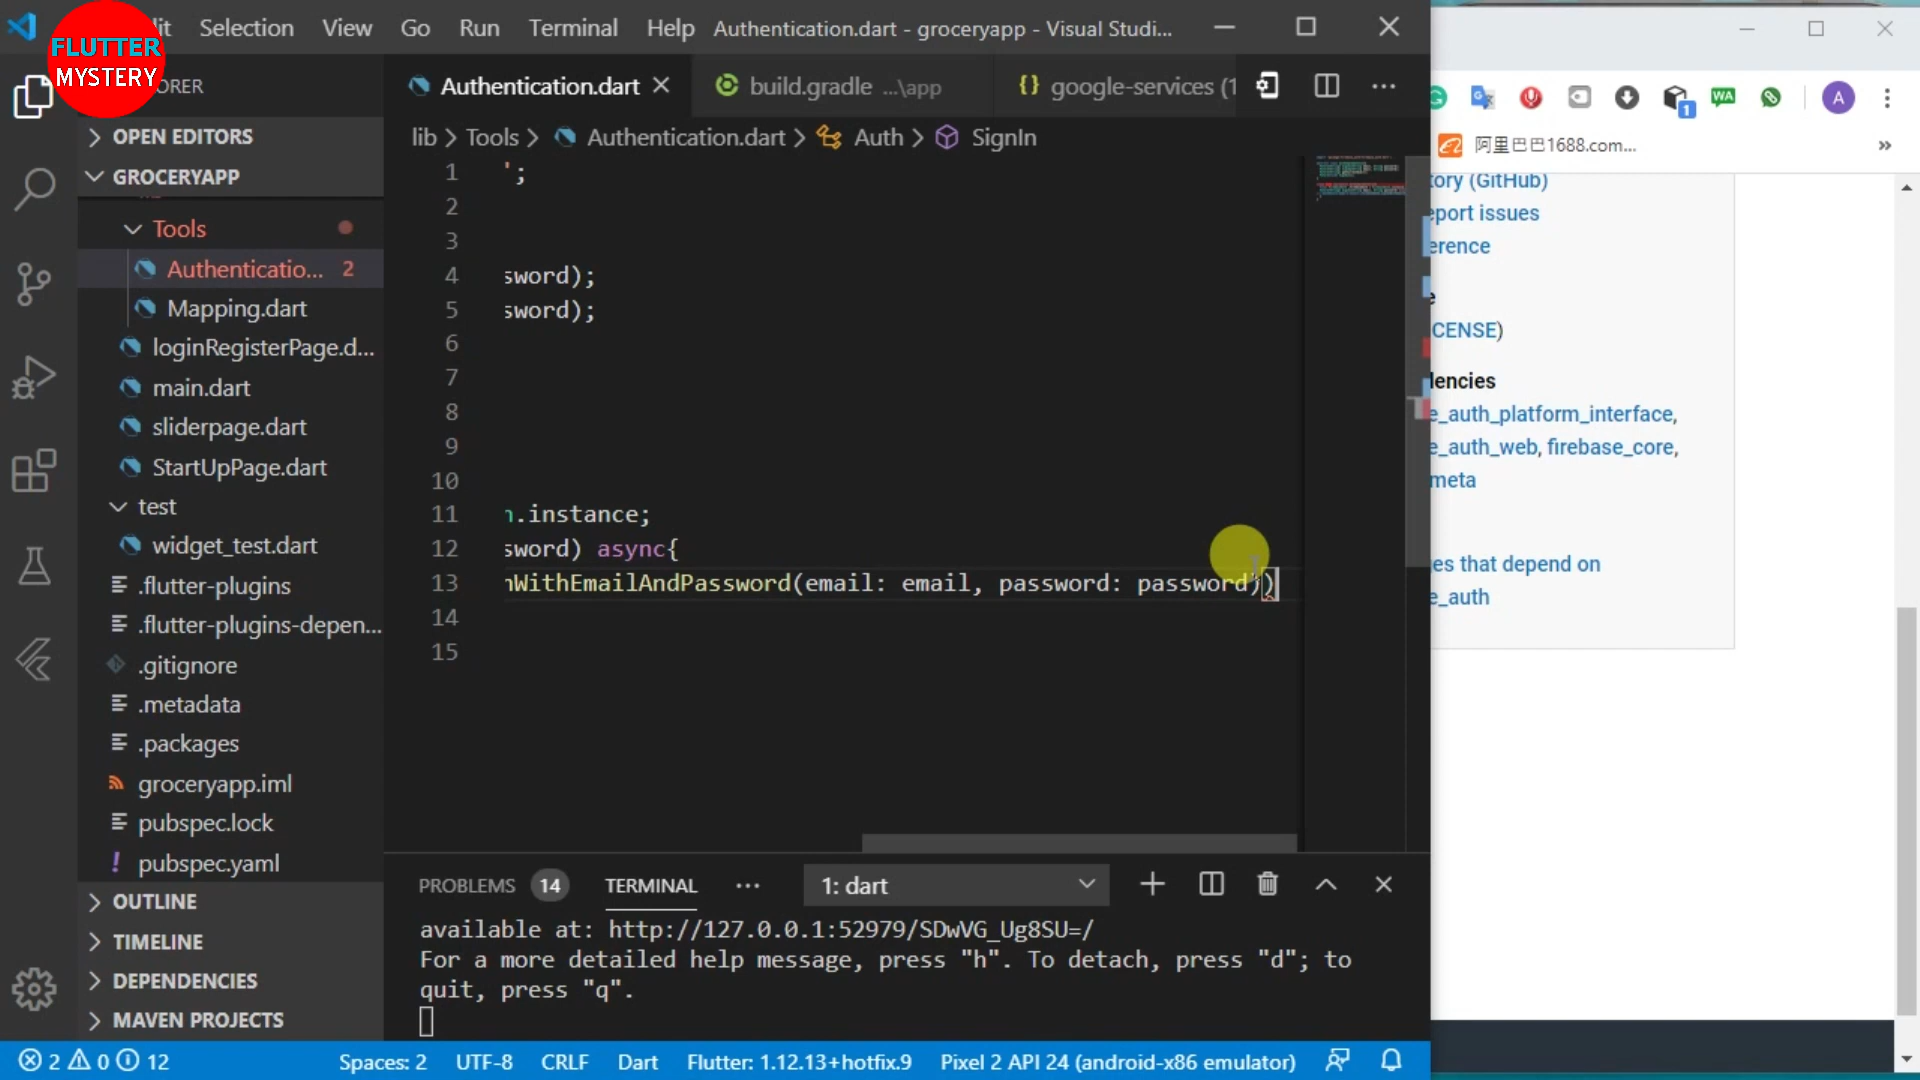 FLUTTER
MYSTERY
Selection View Go Run Terminal Help Authentication.dart - groceryapp - Visual Studi...
OPEN EDITORS
GROCERYAPP
Tools
Authenticatio... 2
Mapping.dart
loginRegisterPage.d...
main.dart
sliderpage.dart
StartUpPage.dart
test
widget_test.dart
.flutter-plugins
.flutter-plugins-depen...
.gitignore
.metadata
.packages
groceryapp.iml
pubspec.lock
pubspec.yaml
OUTLINE
TIMELINE
DEPENDENCIES
MAVEN PROJECTS
Authentication.dart build.gradle ...\app {} google-services (1
lib > Tools > Authentication.dart > Auth > SignIn
1 ';
2
3
4 sword);
5 sword);
6
7
8
9
10
11 .instance;
12 sword) async{
13 WithEmailAndPassword(email: email, password: password))
14
15
PROBLEMS 14 TERMINAL ... 1: dart
available at: http://127.0.0.1:52979/SDwVG_Ug8SU=/
For a more detailed help message, press "h". To detach, press "d"; to
quit, press "q".
2 0 12 Spaces: 2 UTF-8 CRLF Dart Flutter: 1.12.13+hotfix.9 Pixel 2 API 24 (android-x86 emulator)
1 WA A
阿里巴巴1688.com... »
tory (GitHub)
eport issues
erence
e
ICENSE)
dencies
e_auth_platform_interface,
e_auth_web, firebase_core,
meta
es that depend on
e_auth